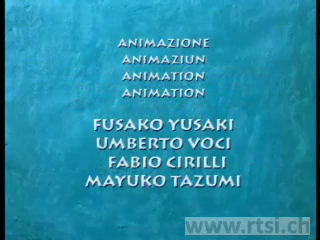 ANIMAZIONE
ANIMAZIUN
ANIMATION
ANIMATION
FUSAKO YUSAKI
UMBERTO VOCI
FABIO CIRILLI
MAYUKO TAZUMI
www.rtsi.ch